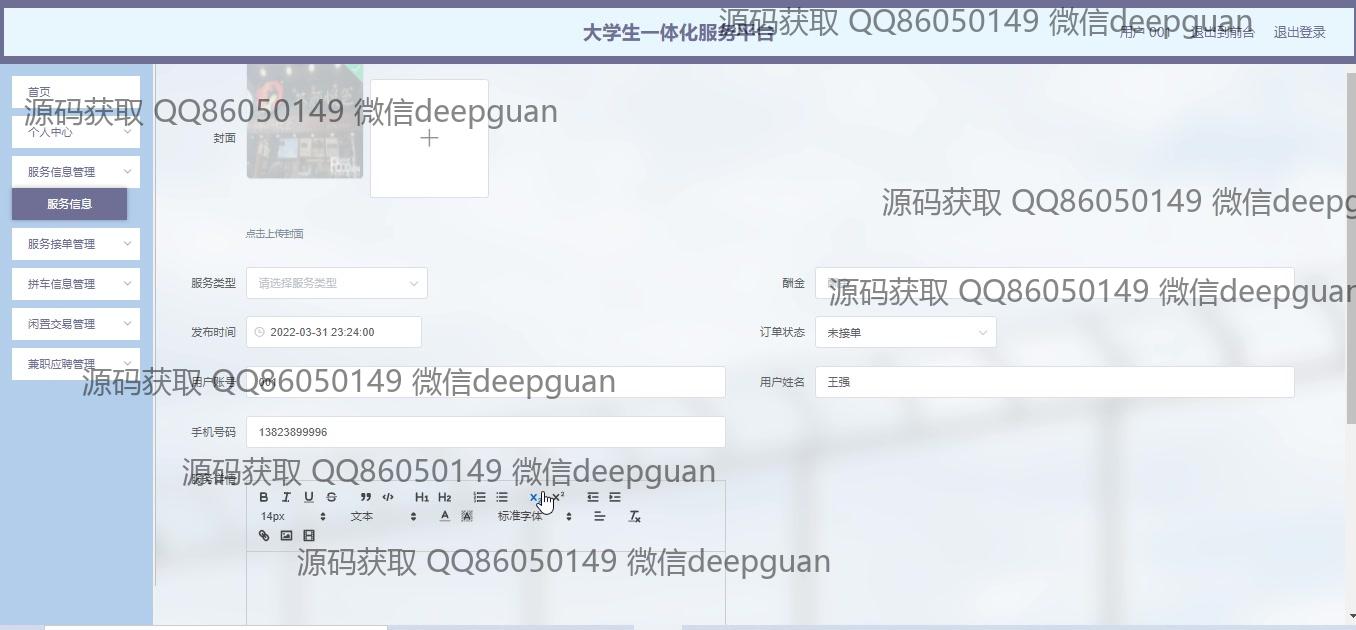 大学生一体化服务平台
源码获取 QQ86050149 微信deepguan
用户 001 退出到前台 退出登录
首页
源码获取 QQ86050149 微信deepguan
个人中心
封面
服务信息管理
服务信息
源码获取 QQ86050149 微信deepg
点击上传封面
服务接单管理
拼车信息管理
服务类型 请选择服务类型
酬金
源码获取 QQ86050149 微信deepguan
闲置交易管理
发布时间 2022-03-31 23:24:00
订单状态 未接单
兼职应聘管理
源码获取 QQ86050149 微信deepguan
用户账号 001
用户姓名 王强
手机号码 13823899996
源码获取 QQ86050149 微信deepguan
服务详情
B I U S H1 H2 X2 X²
14px 文本 A A 标准字体 Tx
源码获取 QQ86050149 微信deepguan